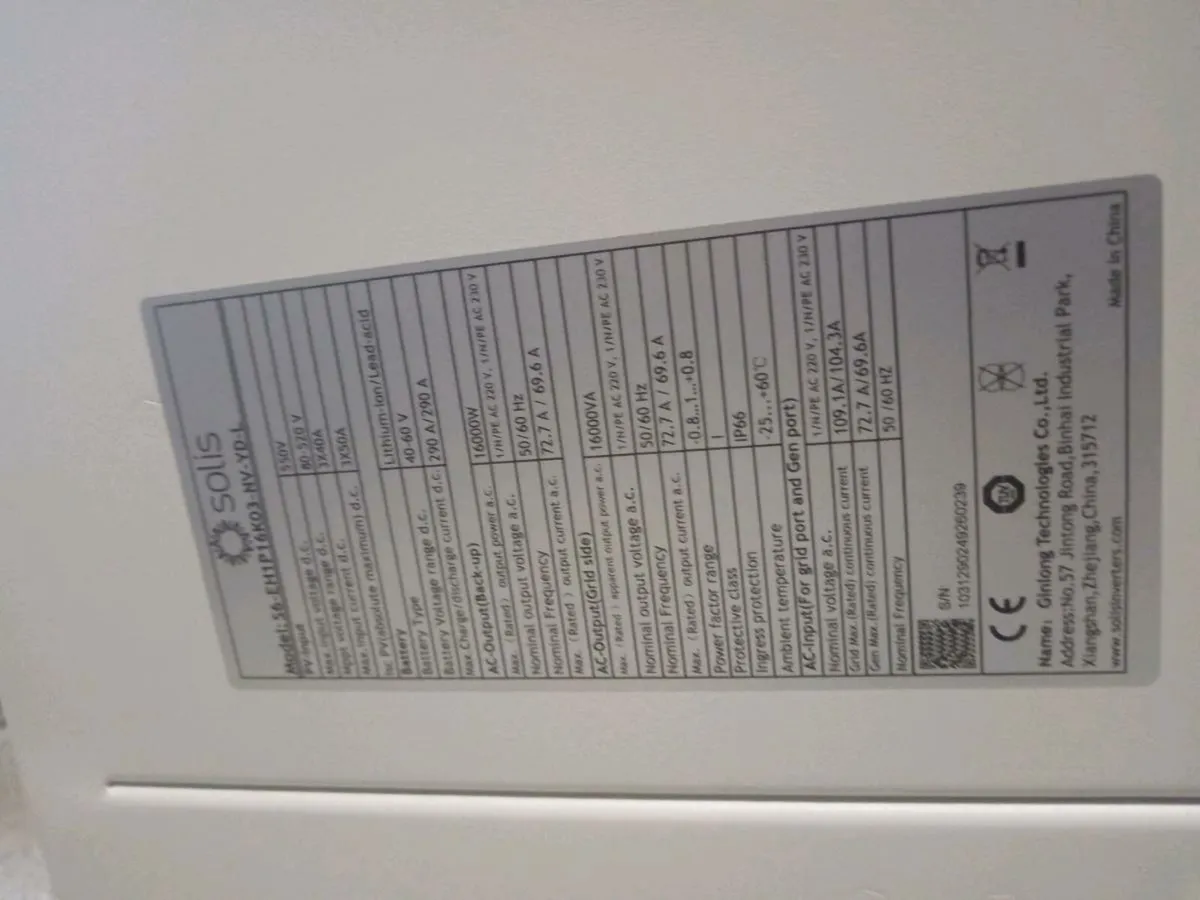 solis
Model: S6-EH1P16K03-NV-YD-L
PV-Input
Max. input voltage d.c. 550V
Mppt voltage range d.c. 80-520 V
Max. input current d.c. 3X40A
Isc PV(absolute maximum) d.c. 3X50A
Battery
Battery Type Lithium-Ion/Lead-acid
Battery Voltage range d.c. 40-60 V
Max Charge/discharge current d.c. 290 A/290 A
AC-Output(Back-up)
Max. (Rated) output power a.c. 16000W
Nominal output voltage a.c. 1/N/PE AC 220 V, 1/N/PE AC 230 V
Nominal Frequency 50/60 Hz
Max. (Rated) output current a.c. 72.7 A / 69.6 A
AC-Output(Grid side)
Max. (Rated) apparent output power a.c. 16000VA
Nominal output voltage a.c. 1/N/PE AC 220 V, 1/N/PE AC 230 V
Nominal Frequency 50/60 Hz
Max. (Rated) output current a.c. 72.7 A / 69.6 A
Power factor range -0.8...1...+0.8
Protective class I
Ingress protection IP66
Ambient temperature -25...+60℃
AC-Input(For grid port and Gen port)
Nominal voltage a.c. 1/N/PE AC 220 V, 1/N/PE AC 230 V
Grid Max.(Rated) continuous current 109.1A/104.3A
Gen Max.(Rated) continuous current 72.7 A/69.6A
Nominal Frequency 50 /60 HZ
S/N:
1031290249260239
CE
TUV
Name: Ginlong Technologies Co.,Ltd.
Address:No.57 Jintong Road,Binhai Industrial Park,
Xiangshan,Zhejiang,China,315712
www.solisinverters.com Made in China